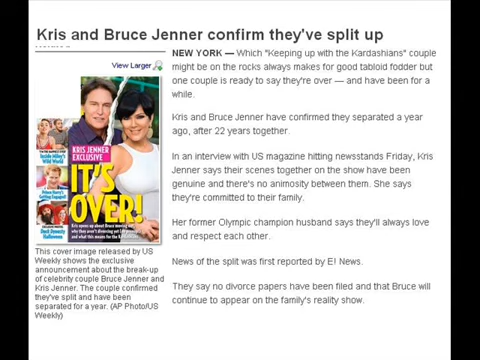 Kris and Bruce Jenner confirm they've split up
View Larger
KRIS JENNER
EXCLUSIVE
IT'S
OVER!
This cover image released by US
Weekly shows the exclusive
announcement about the break-up
of celebrity couple Bruce Jenner and
Kris Jenner. The couple confirmed
they've split and have been
separated for a year. (AP Photo/US
Weekly)
NEW YORK — Which "Keeping up with the Kardashians" couple
might be on the rocks always makes for good tabloid fodder but
one couple is ready to say they're over — and have been for a
while.
Kris and Bruce Jenner have confirmed they separated a year
ago, after 22 years together.
In an interview with US magazine hitting newsstands Friday, Kris
Jenner says their scenes together on the show have been
genuine and there's no animosity between them. She says
they're committed to their family.
Her former Olympic champion husband says they'll always love
and respect each other.
News of the split was first reported by E! News.
They say no divorce papers have been filed and that Bruce will
continue to appear on the family's reality show.